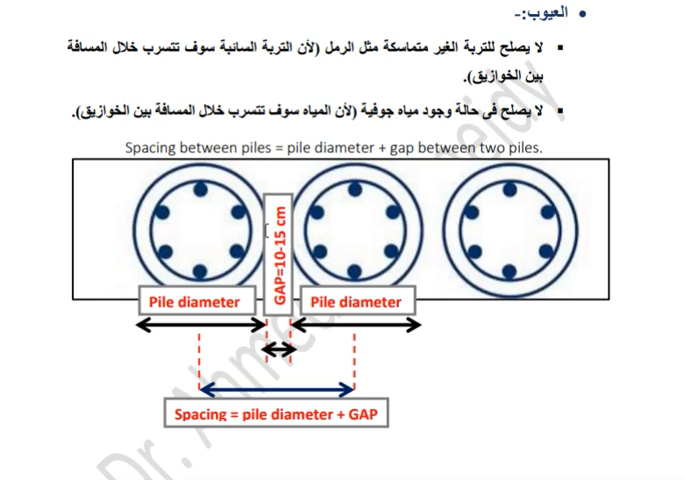 العيوب:-
لا يصلح للتربة الغير متماسكة مثل الرمل (لأن التربة السائبة سوف تتسرب خلال المسافة
بين الخوازيق).
لا يصلح فى حالة وجود مياه جوفية (لأن المياه سوف تتسرب خلال المسافة بين الخوازيق).
Spacing between piles = pile diameter + gap between two piles.
GAP=10-15 cm
Pile diameter
Pile diameter
Spacing = pile diameter + GAP
Dr. Ahmed